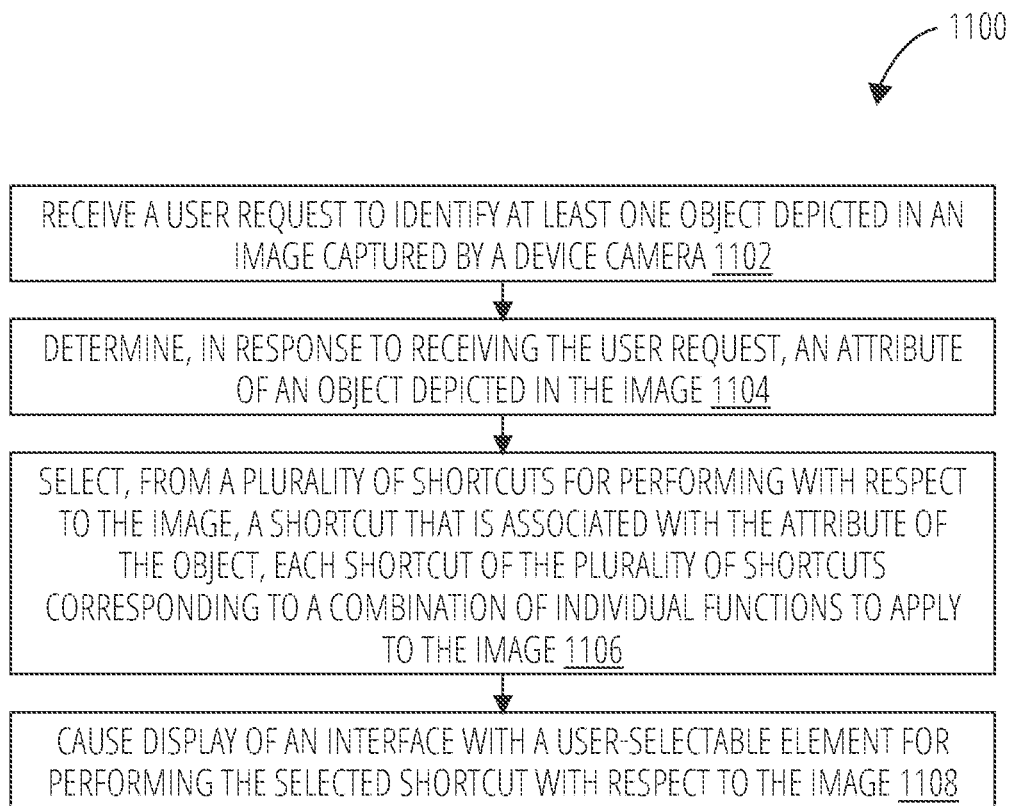 1100
RECEIVE A USER REQUEST TO IDENTIFY AT LEAST ONE OBJECT DEPICTED IN AN
IMAGE CAPTURED BY A DEVICE CAMERA 1102
DETERMINE, IN RESPONSE TO RECEIVING THE USER REQUEST, AN ATTRIBUTE
OF AN OBJECT DEPICTED IN THE IMAGE 1104
SELECT, FROM A PLURALITY OF SHORTCUTS FOR PERFORMING WITH RESPECT
TO THE IMAGE, A SHORTCUT THAT IS ASSOCIATED WITH THE ATTRIBUTE OF
THE OBJECT, EACH SHORTCUT OF THE PLURALITY OF SHORTCUTS
CORRESPONDING TO A COMBINATION OF INDIVIDUAL FUNCTIONS TO APPLY
TO THE IMAGE 1106
CAUSE DISPLAY OF AN INTERFACE WITH A USER-SELECTABLE ELEMENT FOR
PERFORMING THE SELECTED SHORTCUT WITH RESPECT TO THE IMAGE 1108